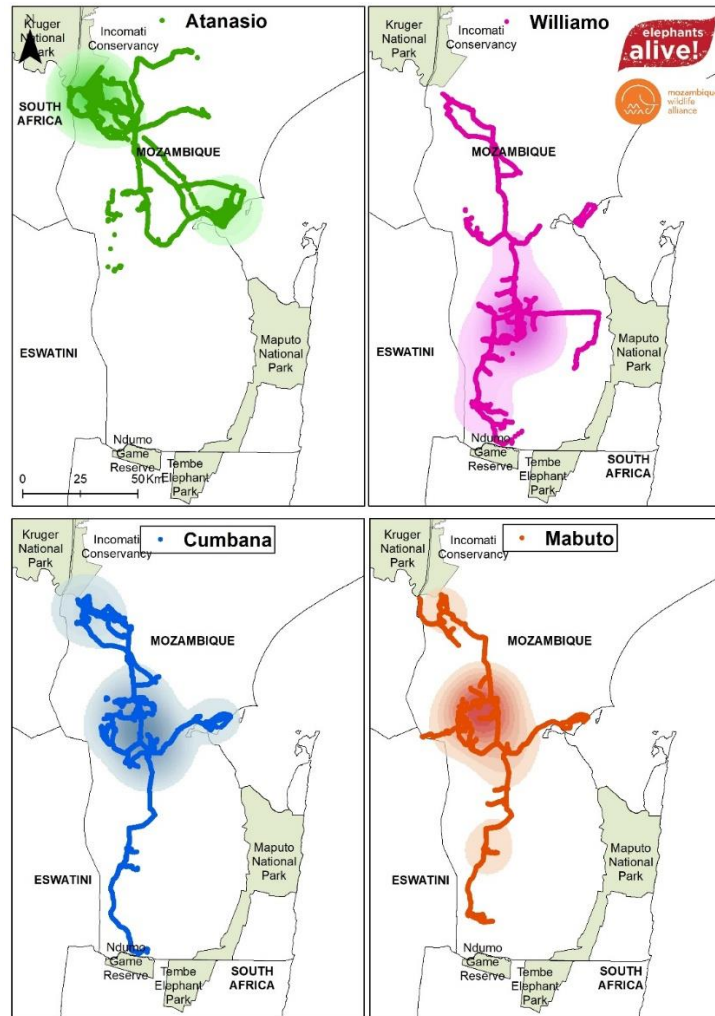 Atanasio
N
Kruger
National
Park
Incomati
Conservancy
SOUTH
AFRICA
MOZAMBIQUE
ESWATINI
Maputo
National
Park
Ndumo
Game
Reserve
Tembe
Elephant
Park
0 25 50 Km
Williamo
elephants
alive!
mozambique
wildlife
alliance
Kruger
National
Park
Incomati
Conservancy
MOZAMBIQUE
ESWATINI
Maputo
National
Park
Ndumo
Game
Reserve
Tembe
Elephant
Park
SOUTH
AFRICA
Cumbana
Kruger
National
Park
Incomati
Conservancy
MOZAMBIQUE
ESWATINI
Maputo
National
Park
Ndumo
Game
Reserve
Tembe
Elephant
Park
SOUTH
AFRICA
Mabuto
Kruger
National
Park
Incomati
Conservancy
MOZAMBIQUE
ESWATINI
Maputo
National
Park
Ndumo
Game
Reserve
Tembe
Elephant
Park
SOUTH
AFRICA